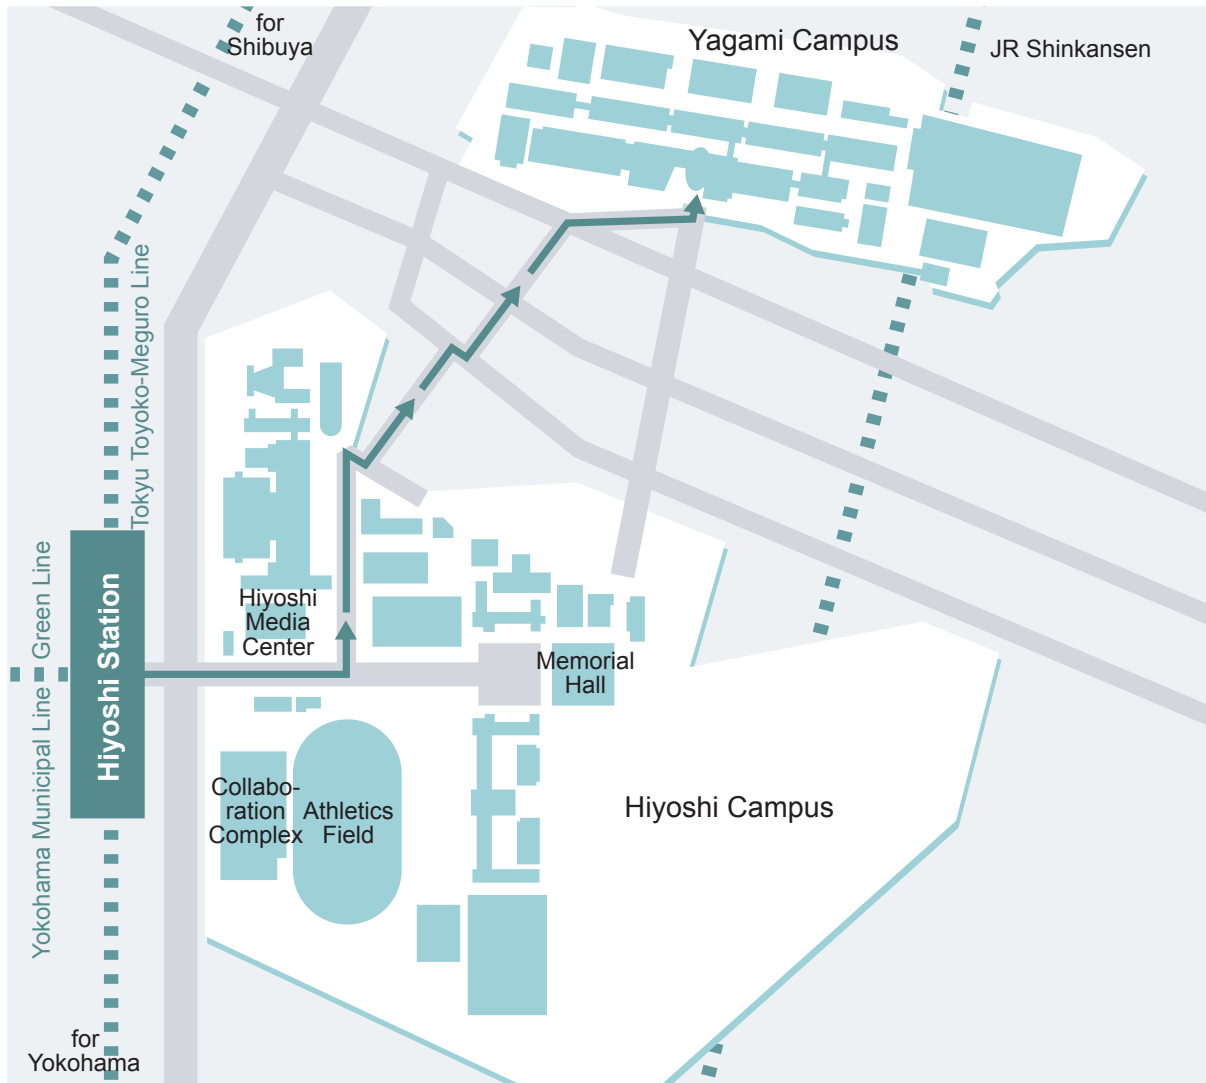 for
Shibuya
Yagami Campus
JR Shinkansen
Tokyu Toyoko-Meguro Line
Green Line
Yokohama Municipal Line
Hiyoshi Station
Hiyoshi
Media
Center
Memorial
Hall
Collabo-
ration
Complex
Athletics
Field
Hiyoshi Campus
for
Yokohama